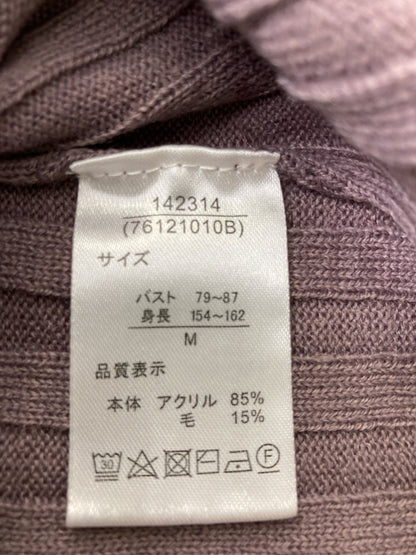 142314
(76121010B)
サイズ
バスト 79～87
身長 154～162
M
品質表示
本体 アクリル 85%
毛 15%
30 F